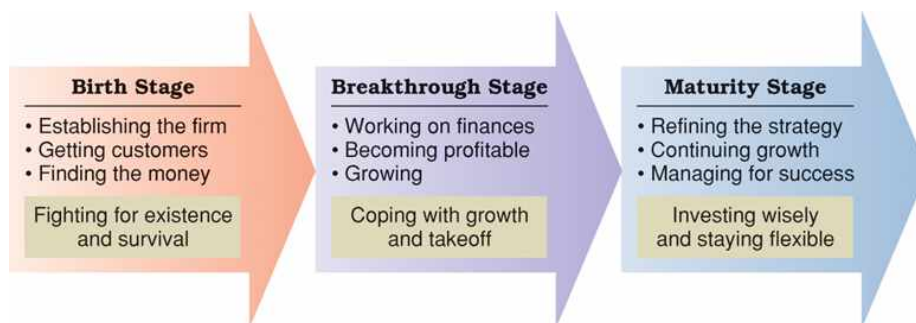 Birth Stage
• Establishing the firm
• Getting customers
• Finding the money
Fighting for existence
and survival
Breakthrough Stage
• Working on finances
• Becoming profitable
• Growing
Coping with growth
and takeoff
Maturity Stage
• Refining the strategy
• Continuing growth
• Managing for success
Investing wisely
and staying flexible